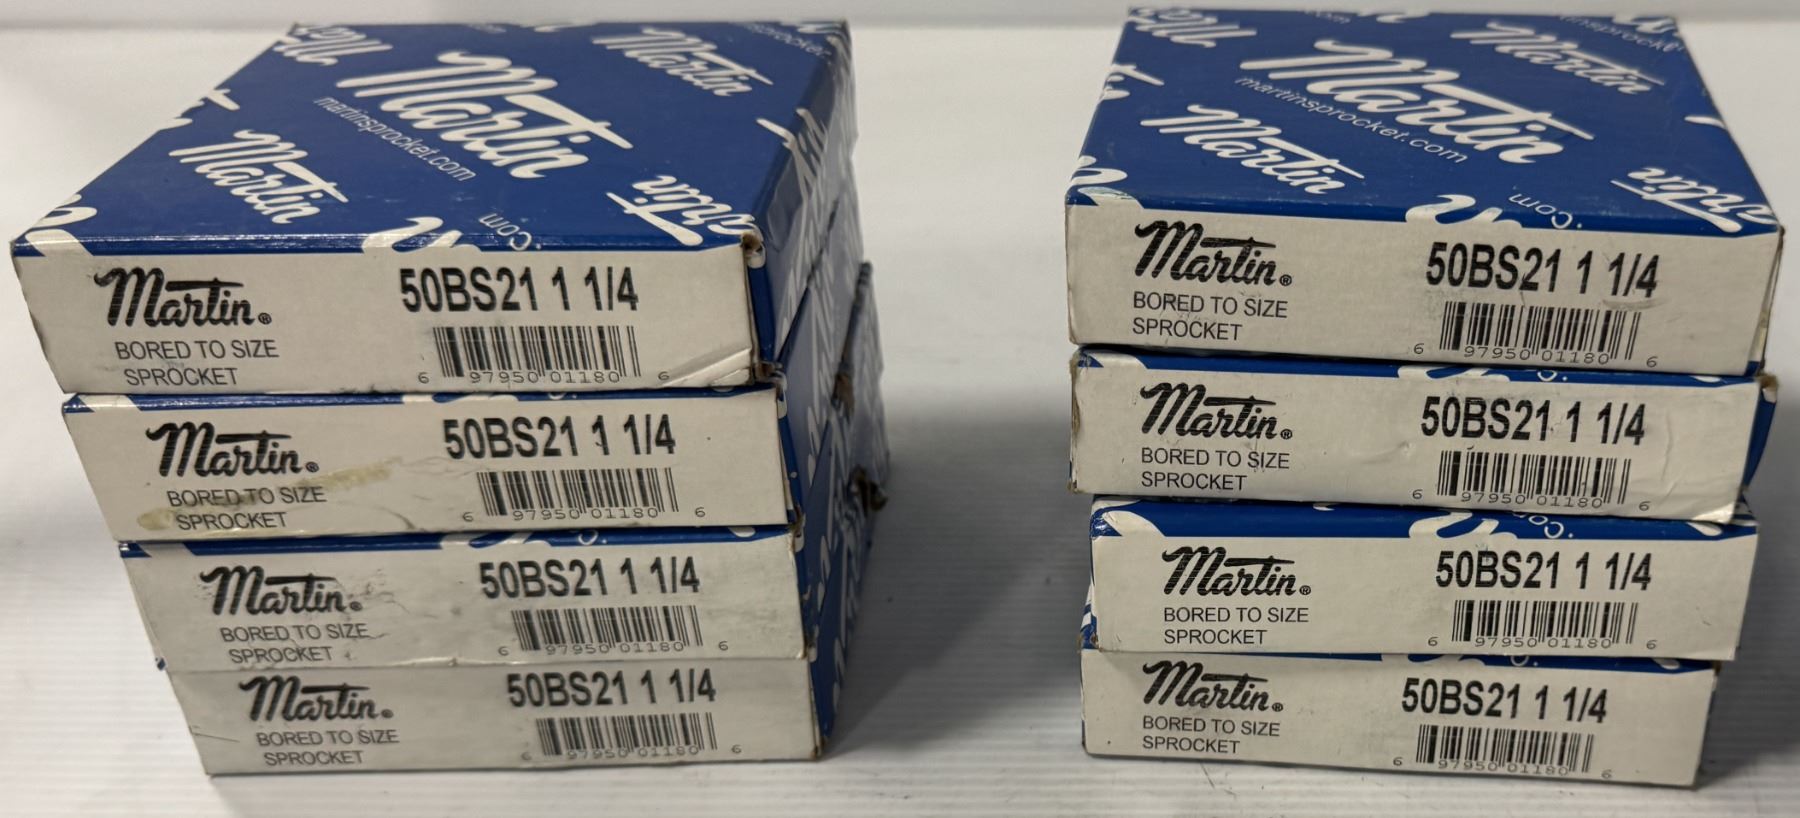 Martin
Martin
martinsprocket.com
Martin
.com
Martin®
50BS21 1 1/4
BORED TO SIZE
SPROCKET
6 97950 01180 6
Martin®
50BS21 1 1/4
BORED TO SIZE
SPROCKET
6 97950 01180 6
Martin®
50BS21 1 1/4
BORED TO SIZE
SPROCKET
6 97950 01180 6
Martin®
50BS21 1 1/4
BORED TO SIZE
SPROCKET
6 97950 01180 6
Martin
Martin
martinsprocket.com
Martin
.com
Martin®
50BS21 1 1/4
BORED TO SIZE
SPROCKET
6 97950 01180 6
Martin®
50BS21 1 1/4
BORED TO SIZE
SPROCKET
6 97950 01180 6
Martin®
50BS21 1 1/4
BORED TO SIZE
SPROCKET
6 97950 01180 6
Martin®
50BS21 1 1/4
BORED TO SIZE
SPROCKET
6 97950 01180 6